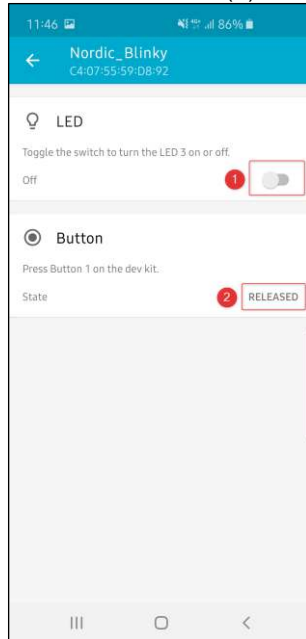 11:46 86%
Nordic_Blinky
C4:07:55:59:D8:92
LED
Toggle the switch to turn the LED 3 on or off.
Off 1
Button
Press Button 1 on the dev kit.
State 2 RELEASED